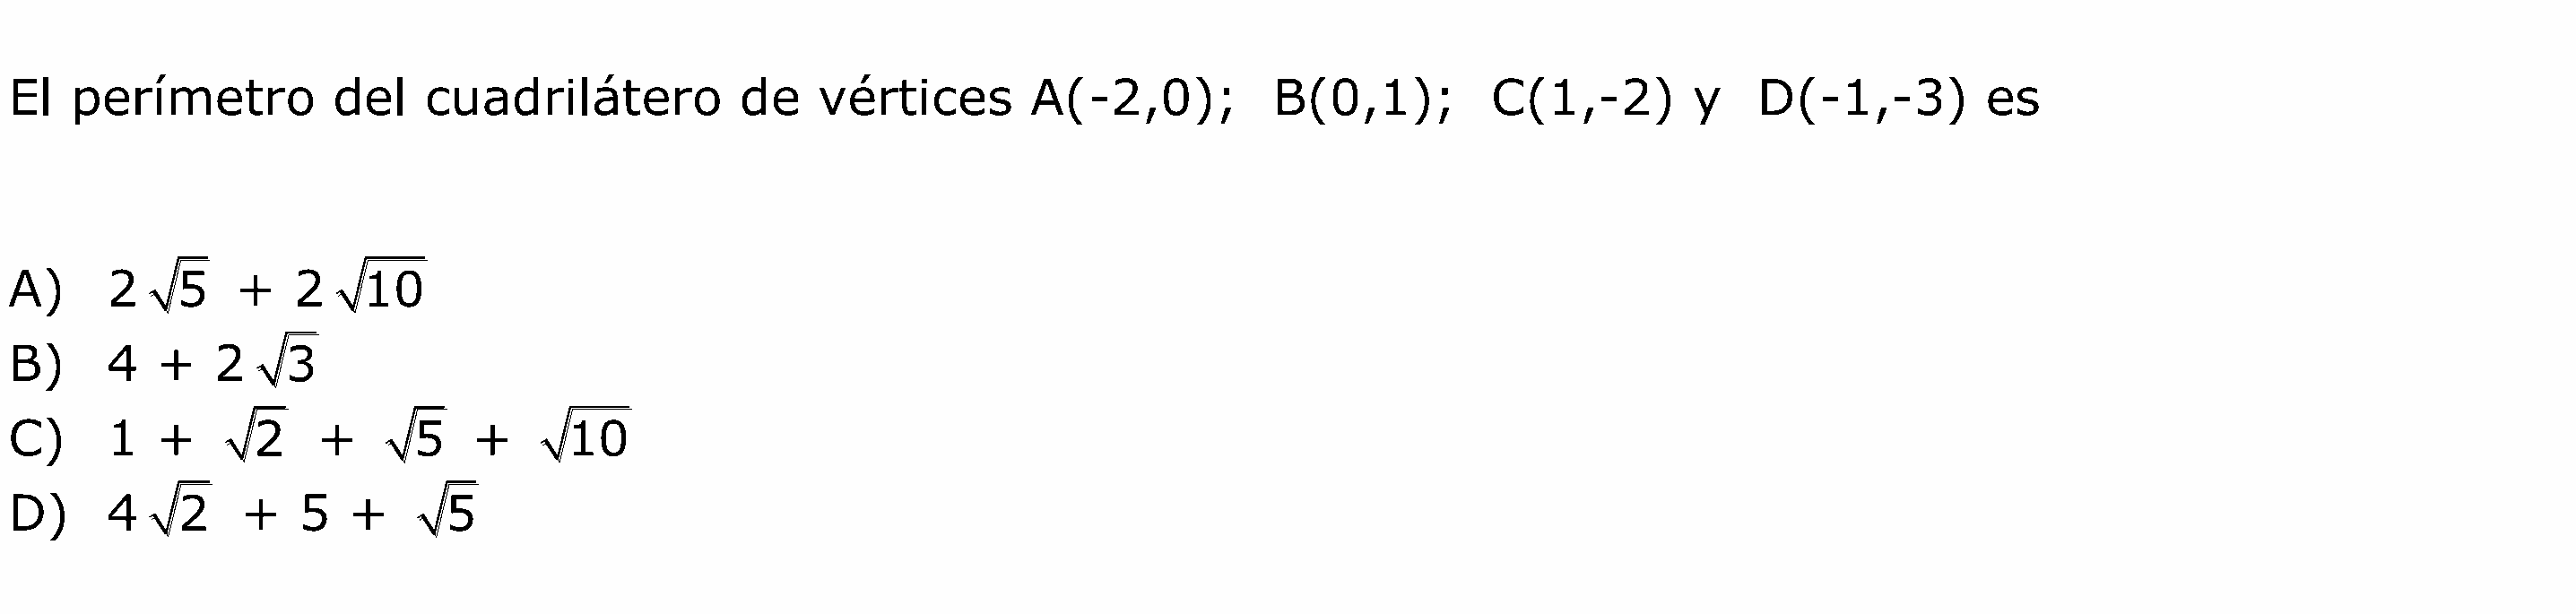 El perímetro del cuadrilátero de vértices A(-2,0); B(0,1); C(1,-2) y D(-1,-3) es
A) 2√5 + 2√10
B) 4 + 2√3
C) 1 + √2 + √5 + √10
D) 4√2 + 5 + √5